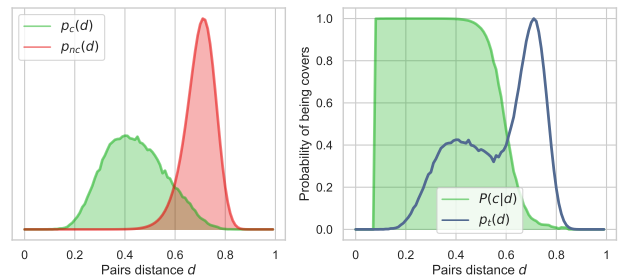 p_c(d)
p_nc(d)
0 0.2 0.4 0.6 0.8 1
Pairs distance d
Probability of being covers
1.0
0.8
0.6
0.4
0.2
0.0
P(c|d)
p_t(d)
0 0.2 0.4 0.6 0.8 1
Pairs distance d